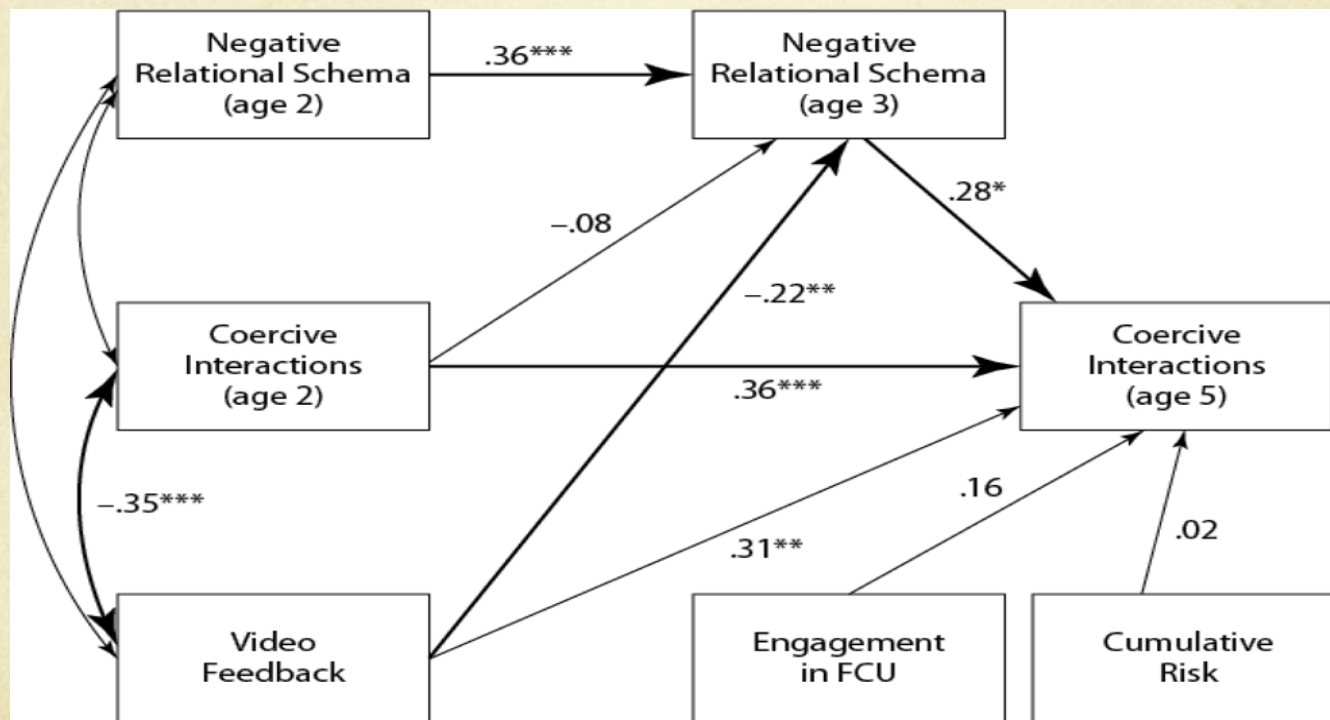 Negative
Relational Schema
(age 2)
.36***
Negative
Relational Schema
(age 3)
.28*
–.08
–.22**
Coercive
Interactions
(age 2)
.36***
Coercive
Interactions
(age 5)
–.35***
.31**
.16
.02
Video
Feedback
Engagement
in FCU
Cumulative
Risk